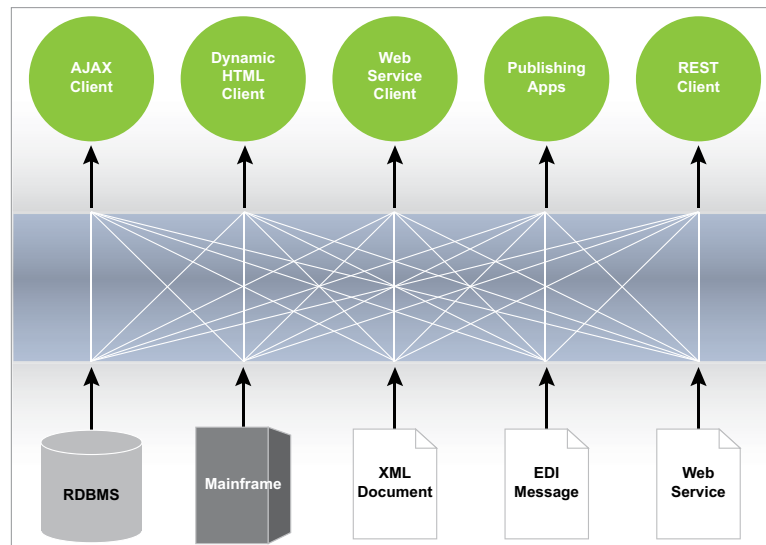 AJAX
Client
Dynamic
HTML
Client
Web
Service
Client
Publishing
Apps
REST
Client
RDBMS
Mainframe
XML
Document
EDI
Message
Web
Service